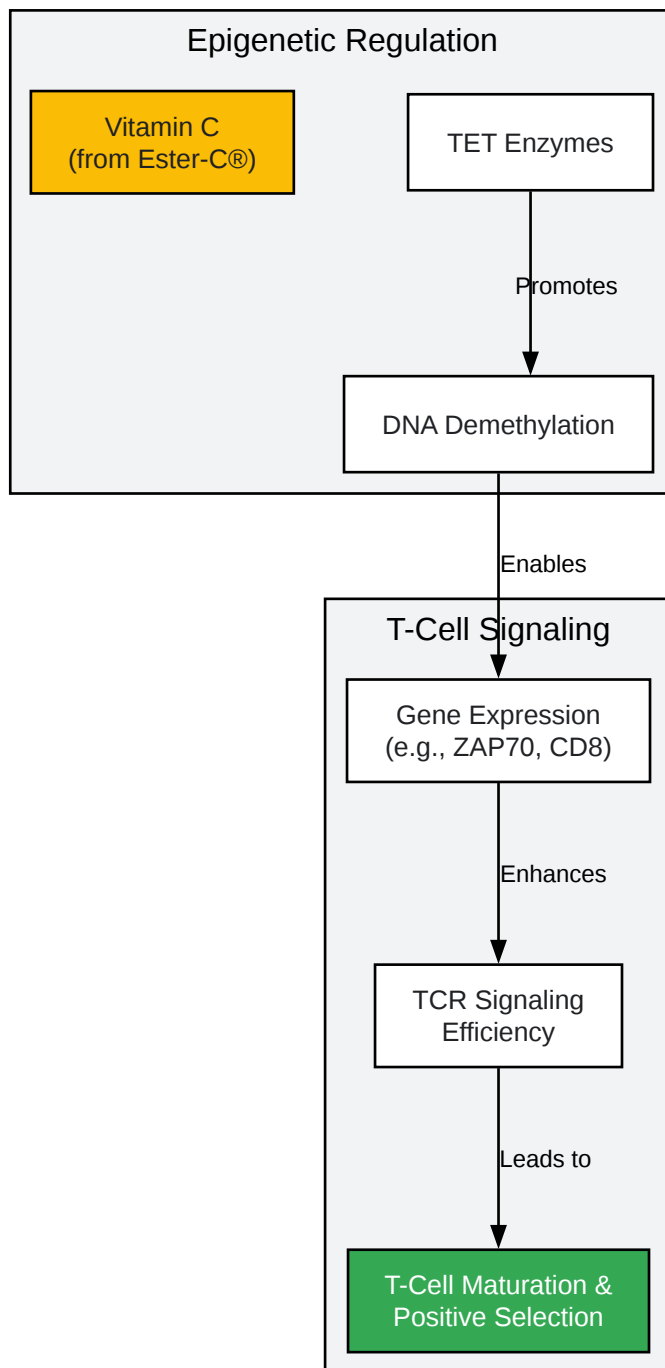 Epigenetic Regulation
Vitamin C
(from Ester-C®)
TET Enzymes
Promotes
DNA Demethylation
Enables
T-Cell Signaling
Gene Expression
(e.g., ZAP70, CD8)
Enhances
TCR Signaling
Efficiency
Leads to
T-Cell Maturation &
Positive Selection